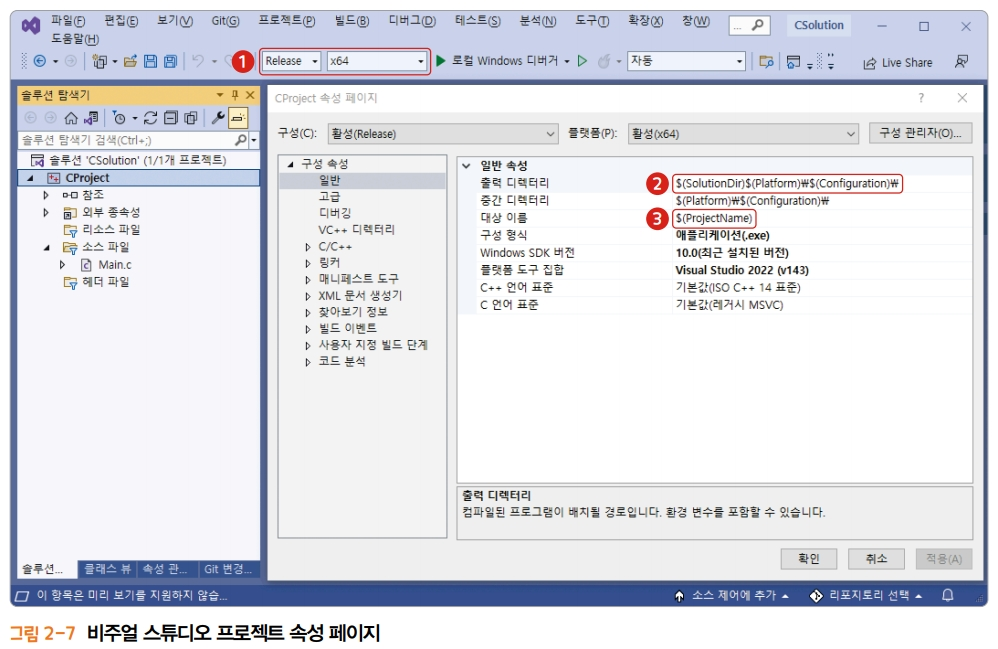 파일(F) 편집(E) 보기(V) Git(G) 프로젝트(P) 빌드(B) 디버그(D) 테스트(S) 분석(N) 도구(T) 확장(X) 창(W) ... CSolution
도움말(H)
1 Release x64 로컬 Windows 디버거 자동 Live Share
솔루션 탐색기
솔루션 탐색기 검색(Ctrl+;)
솔루션 'CSolution' (1/1개 프로젝트)
CProject
참조
외부 종속성
리소스 파일
소스 파일
Main.c
헤더 파일
솔루션... 클래스 뷰 속성 관... Git 변경...
CProject 속성 페이지 ?
구성(C): 활성(Release) 플랫폼(P): 활성(x64) 구성 관리자(O)...
구성 속성
일반
고급
디버깅
VC++ 디렉터리
C/C++
링커
매니페스트 도구
XML 문서 생성기
찾아보기 정보
빌드 이벤트
사용자 지정 빌드 단계
코드 분석
일반 속성
출력 디렉터리 2 $(SolutionDir)$(Platform)₩$(Configuration)₩
중간 디렉터리 $(Platform)₩$(Configuration)₩
대상 이름 3 $(ProjectName)
구성 형식 애플리케이션(.exe)
Windows SDK 버전 10.0(최근 설치된 버전)
플랫폼 도구 집합 Visual Studio 2022 (v143)
C++ 언어 표준 기본값(ISO C++ 14 표준)
C 언어 표준 기본값(레거시 MSVC)
출력 디렉터리
컴파일된 프로그램이 배치될 경로입니다. 환경 변수를 포함할 수 있습니다.
확인 취소 적용(A)
이 항목은 미리 보기를 지원하지 않습... 소스 제어에 추가 리포지토리 선택
그림 2-7 비주얼 스튜디오 프로젝트 속성 페이지